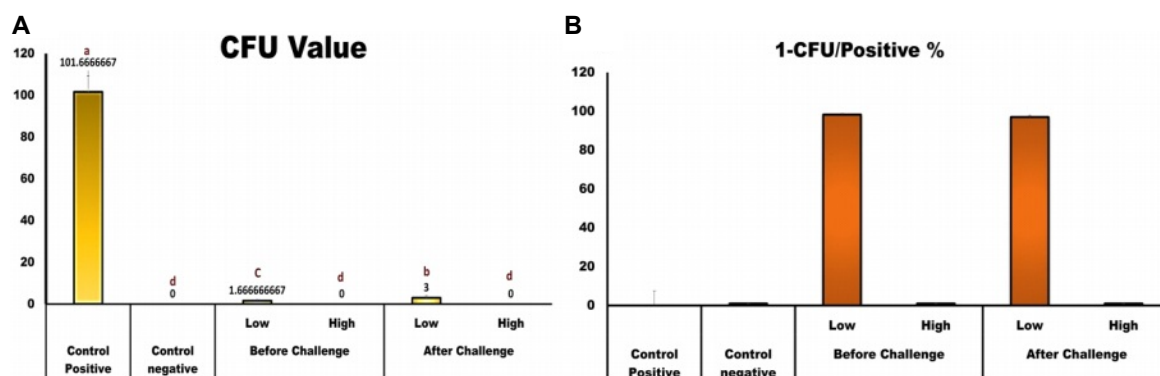 A
CFU Value
120
100
80
60
40
20
0
a
101.6666667
d
0
C
1.666666667
d
0
b
3
d
0
Low High Low High
Control Positive
Control negative
Before Challenge
After Challenge
B
1-CFU/Positive %
120
100
80
60
40
20
0
Low High Low High
Control Positive
Control negative
Before Challenge
After Challenge